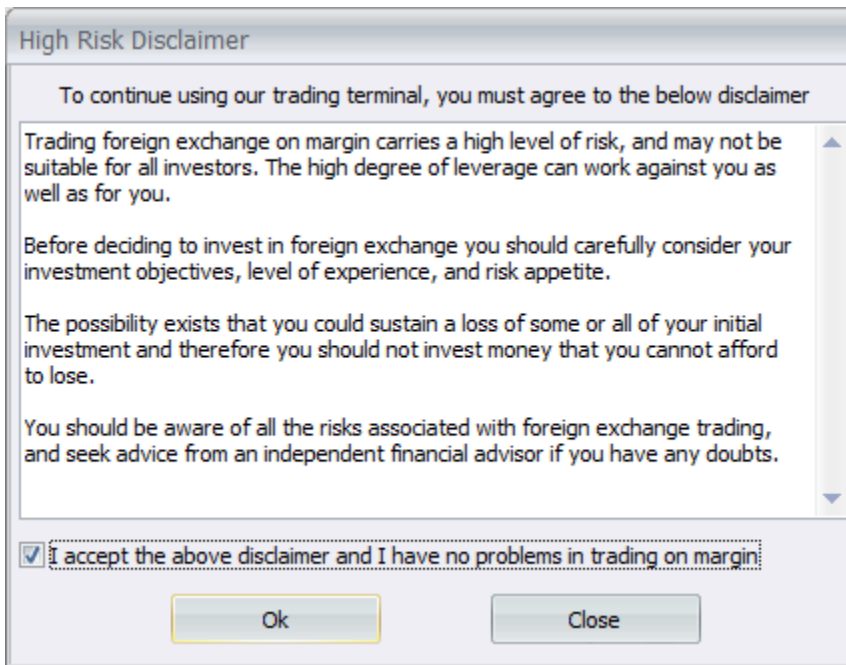 High Risk Disclaimer
To continue using our trading terminal, you must agree to the below disclaimer
Trading foreign exchange on margin carries a high level of risk, and may not be
suitable for all investors. The high degree of leverage can work against you as
well as for you.
Before deciding to invest in foreign exchange you should carefully consider your
investment objectives, level of experience, and risk appetite.
The possibility exists that you could sustain a loss of some or all of your initial
investment and therefore you should not invest money that you cannot afford
to lose.
You should be aware of all the risks associated with foreign exchange trading,
and seek advice from an independent financial advisor if you have any doubts.
I accept the above disclaimer and I have no problems in trading on margin
Ok Close